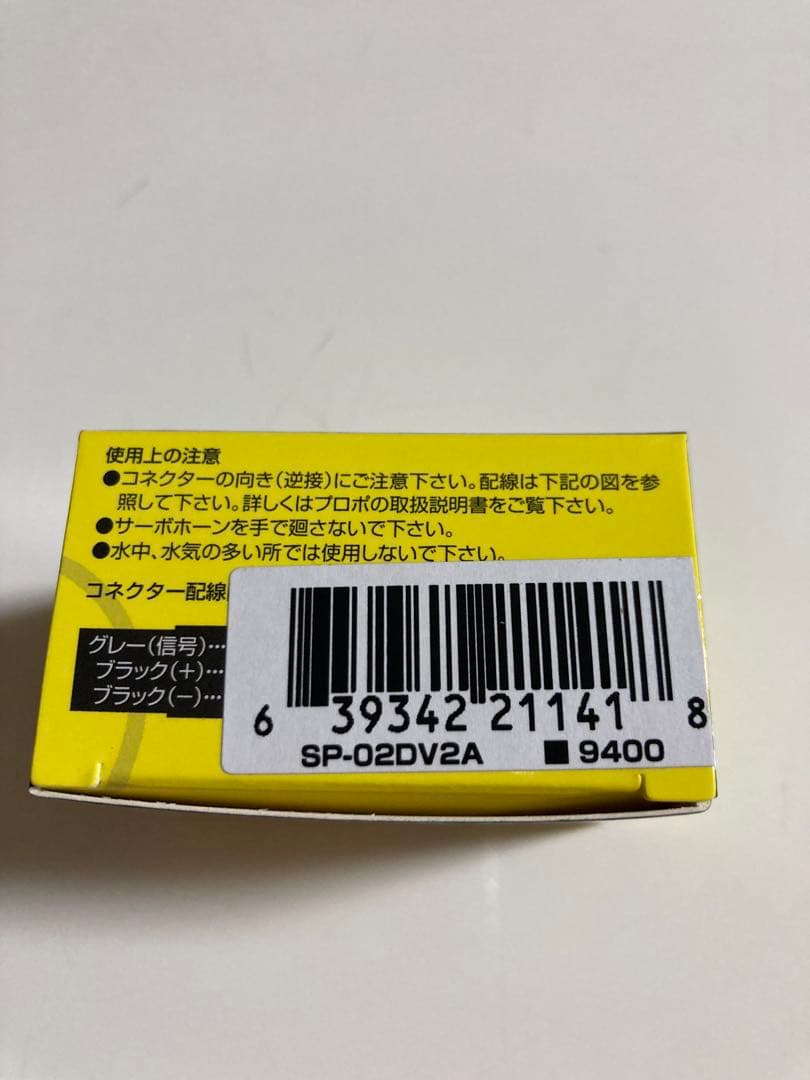 使用上の注意
●コネクターの向き(逆接)にご注意下さい。配線は下記の図を参
照して下さい。詳しくはプロポの取扱説明書をご覧下さい。
●サーボホーンを手で廻さないで下さい。
●水中、水気の多い所では使用しないで下さい。
コネクター配線
グレー(信号)…
ブラック(+)…
ブラック(−)…
6 39342 21141 8
SP-02DV2A ■9400